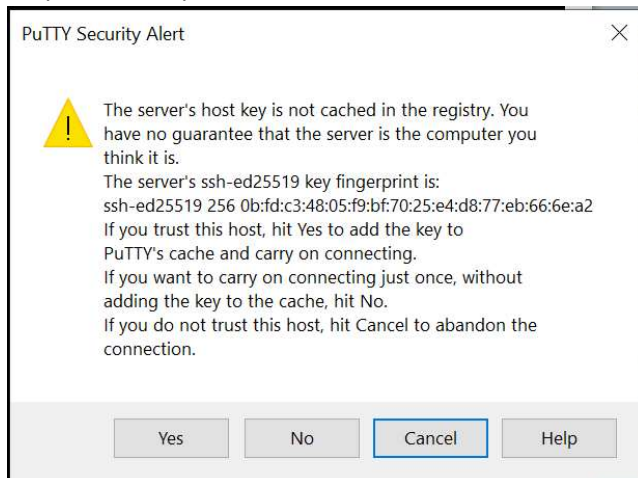 PuTTY Security Alert
The server's host key is not cached in the registry. You
have no guarantee that the server is the computer you
think it is.
The server's ssh-ed25519 key fingerprint is:
ssh-ed25519 256 0b:fd:c3:48:05:f9:bf:70:25:e4:d8:77:eb:66:6e:a2
If you trust this host, hit Yes to add the key to
PuTTY's cache and carry on connecting.
If you want to carry on connecting just once, without
adding the key to the cache, hit No.
If you do not trust this host, hit Cancel to abandon the
connection.
Yes No Cancel Help